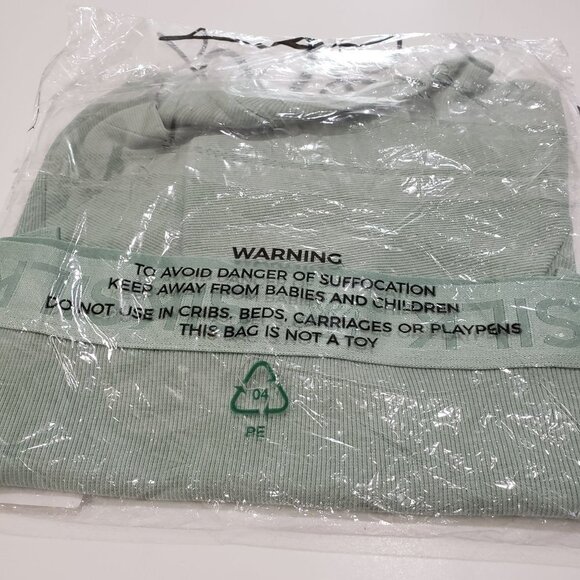 WARNING
TO AVOID DANGER OF SUFFOCATION
KEEP AWAY FROM BABIES AND CHILDREN
DO NOT USE IN CRIBS, BEDS, CARRIAGES OR PLAYPENS
THIS BAG IS NOT A TOY
04
PE